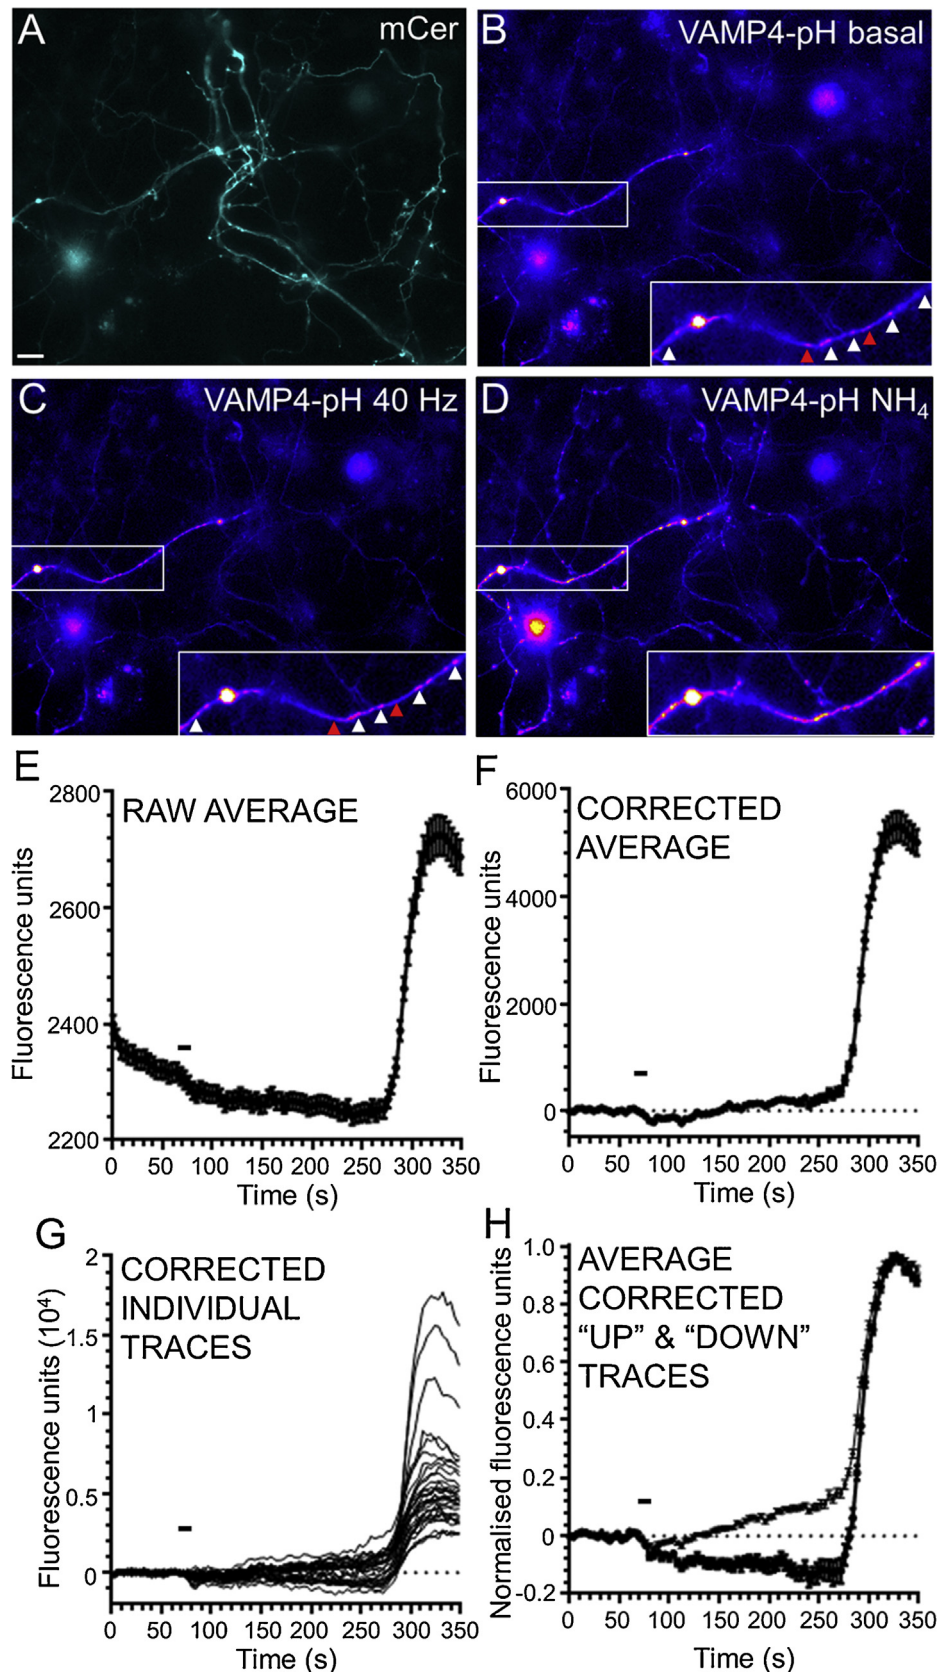 A
mCer
B
VAMP4-pH basal
C
VAMP4-pH 40 Hz
D
VAMP4-pH NH4
E
RAW AVERAGE
Fluorescence units
2800
2600
2400
2200
0 50 100 150 200 250 300 350
Time (s)
F
CORRECTED
AVERAGE
Fluorescence units
6000
4000
2000
0
0 50 100 150 200 250 300 350
Time (s)
G
CORRECTED
INDIVIDUAL
TRACES
Fluorescence units (10⁴)
2
1.5
1
0.5
0
0 50 100 150 200 250 300 350
Time (s)
H
AVERAGE
CORRECTED
“UP” & “DOWN”
TRACES
Normalised fluorescence units
1.0
0.8
0.6
0.4
0.2
0
-0.2
0 50 100 150 200 250 300 350
Time (s)